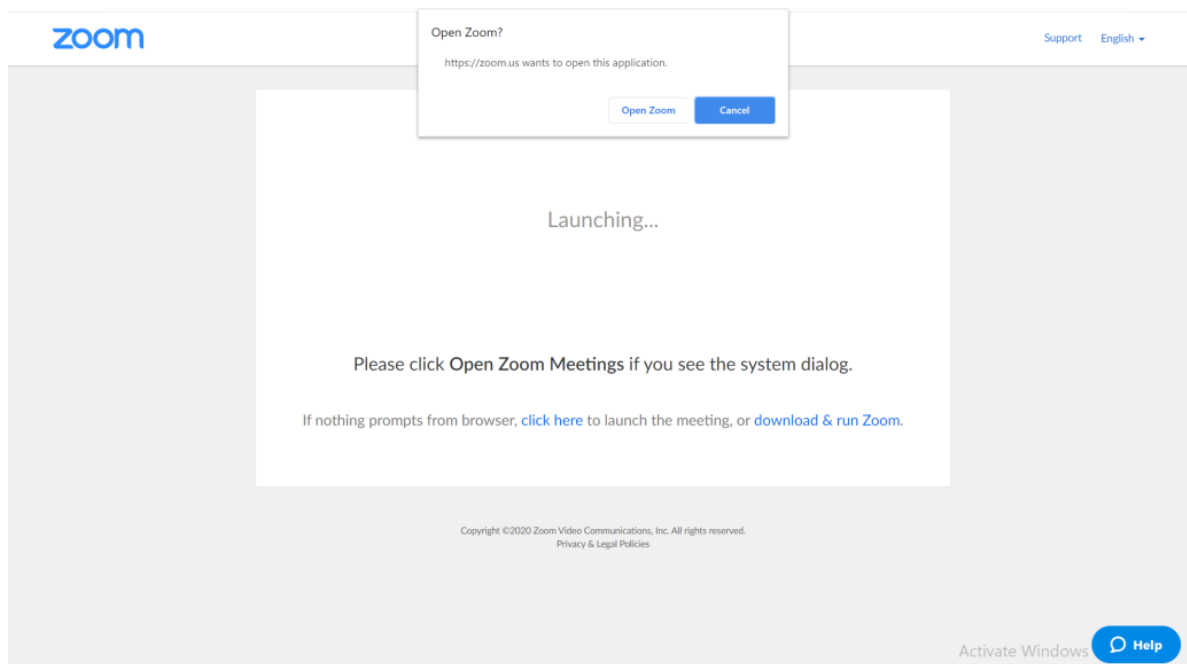 zoom
Support English
Open Zoom?
https://zoom.us wants to open this application.
Open Zoom Cancel
Launching...
Please click Open Zoom Meetings if you see the system dialog.
If nothing prompts from browser, click here to launch the meeting, or download & run Zoom.
Copyright ©2020 Zoom Video Communications, Inc. All rights reserved.
Privacy & Legal Policies
Activate Windows
Help